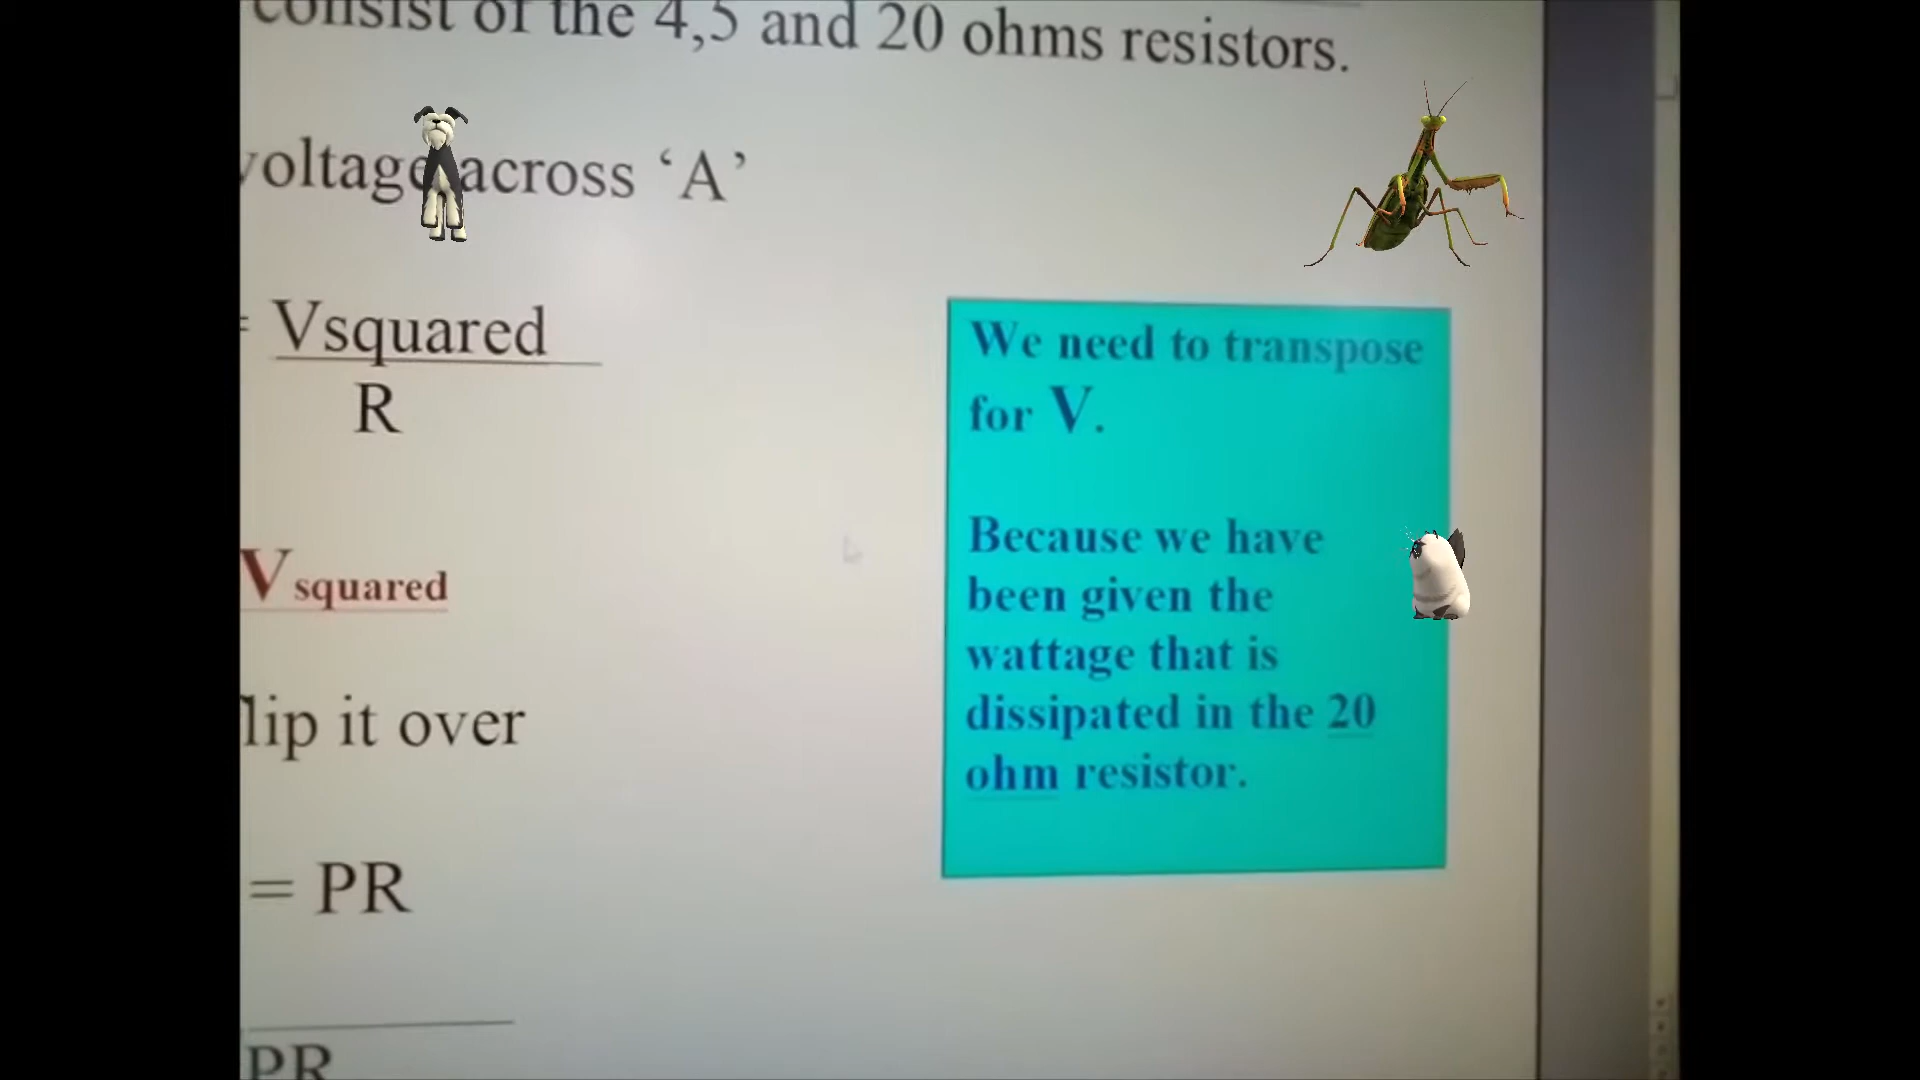 consist of the 4,5 and 20 ohms resistors.
voltage across ‘A’
= Vsquared
R
V squared
lip it over
= PR
PR
We need to transpose
for V.
Because we have
been given the
wattage that is
dissipated in the 20
ohm resistor.